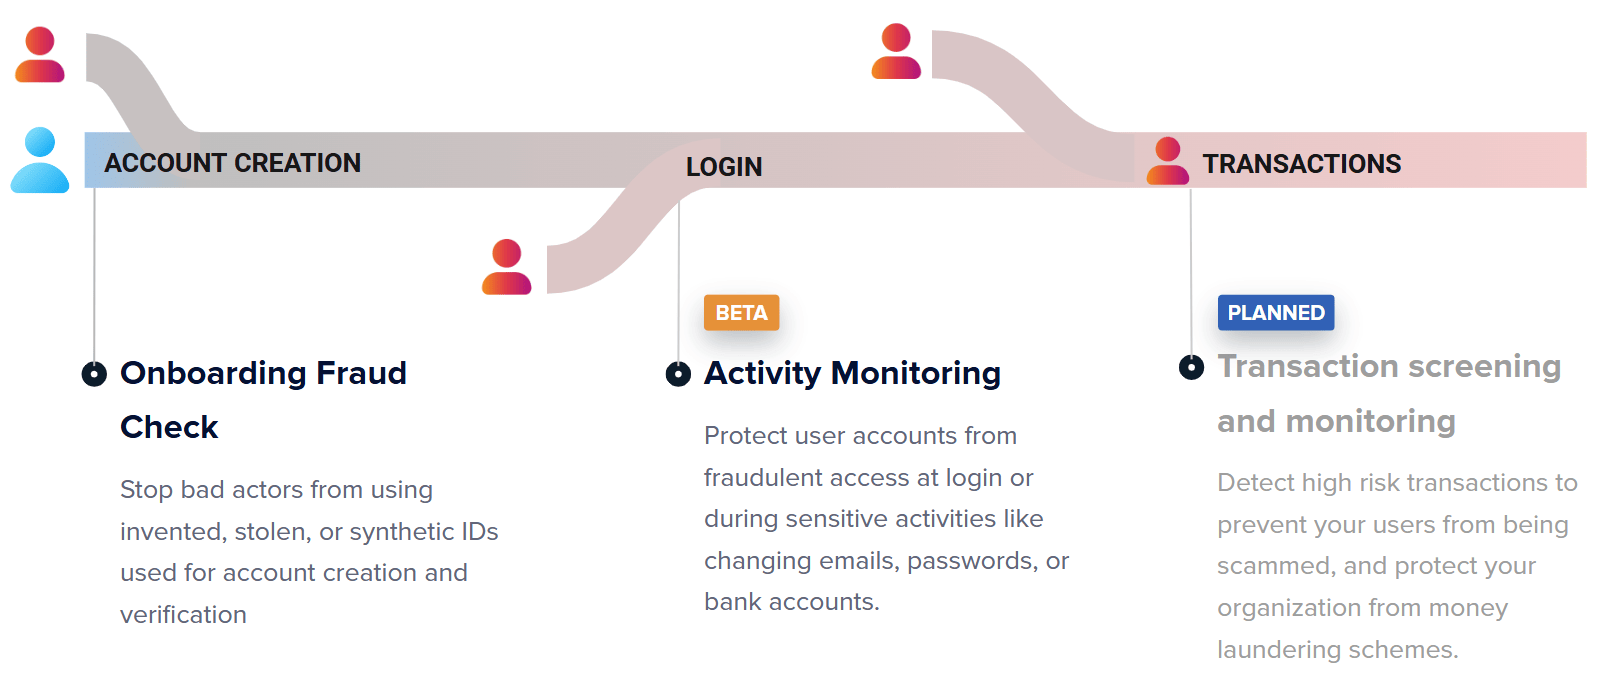 ACCOUNT CREATION
LOGIN
TRANSACTIONS
Onboarding Fraud
Check
Stop bad actors from using
invented, stolen, or synthetic IDs
used for account creation and
verification
BETA
Activity Monitoring
Protect user accounts from
fraudulent access at login or
during sensitive activities like
changing emails, passwords, or
bank accounts.
PLANNED
Transaction screening
and monitoring
Detect high risk transactions to
prevent your users from being
scammed, and protect your
organization from money
laundering schemes.